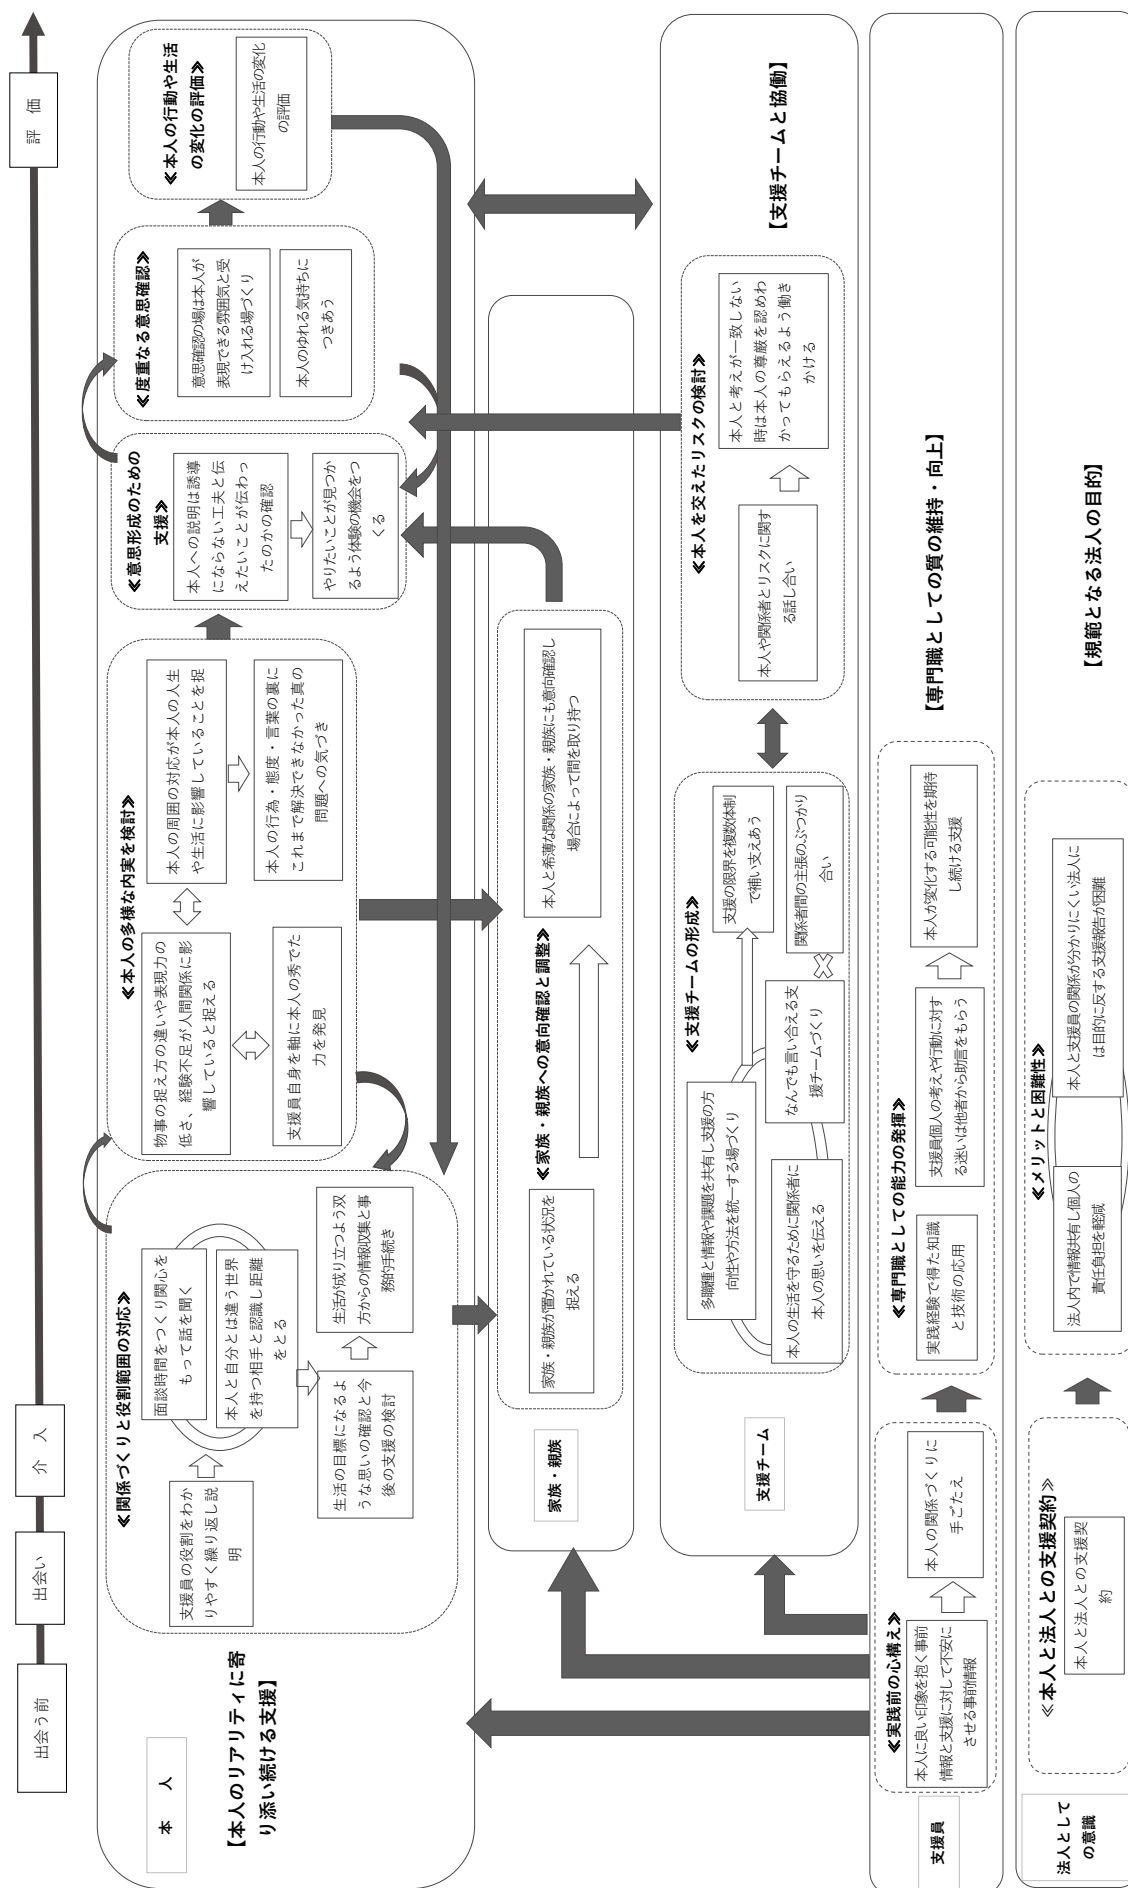 出会う前
出会い
介　入
評　価
本　人
【本人のリアリティに寄
り添い続ける支援】
≪関係づくりと役割範囲の対応≫
支援員の役割をわか
りやすく繰り返し説
明
面談時間をつくり関心を
もって話を聞く
本人と自分とは違う世界
を持つ相手と認識し距離
をとる
生活の目標になるよ
うな思いの確認と今
後の支援の検討
生活が成り立つよう双
方からの情報収集と事
務的手続き
≪本人の多様な内実を検討≫
物事の捉え方の違いや表現力の
低さ、経験不足が人間関係に影
響していると捉える
支援員自身を軸に本人の秀でた
力を発見
本人の周囲の対応が本人の人生
や生活に影響していることを捉
本人の行為・態度・言葉の裏に
これまで解決できなかった真の
問題への気づき
≪意思形成のための
支援≫
本人への説明は誘導
にならない工夫と伝
えたいことが伝わっ
たのかの確認
やりたいことが見つか
るよう体験の機会をつ
くる
≪度重なる意思確認≫
意思確認の場は本人が
表現できる雰囲気と受
け入れる場づくり
本人のゆれる気持ちに
つきあう
≪本人の行動や生活
の変化の評価≫
本人の行動や生活の変化
の評価
家族・親族
≪家族・親族への意向確認と調整≫
家族・親族が置かれている状況を
捉える
本人と希薄な関係の家族・親族にも意向確認し
場合によって間を取り持つ
支援チーム
≪支援チームの形成≫
多職種と情報や課題を共有し支援の方
向性や方法を統一する場づくり
本人の生活を守るために関係者に
本人の思いを伝える
なんでも言い合える支
援チームづくり
支援の限界を複数体制
で補い支えあう
関係者間の主張のぶつかり
合い
≪本人を交えたリスクの検討≫
本人や関係者とリスクに関す
る話し合い
本人と考えが一致しない
時は本人の尊厳を認めわ
かってもらえるよう働き
かける
【支援チームと協働】
支援員
≪実践前の心構え≫
本人に良い印象を抱く事前
情報と支援に対して不安に
させる事前情報
本人の関係づくりに
手ごたえ
≪専門職としての能力の発揮≫
実践経験で得た知識
と技術の応用
支援員個人の考えや行動に対す
る迷いは他者から助言をもらう
本人が変化する可能性を期待
し続ける支援
【専門職としての質の維持・向上】
法人として
の意識
≪本人と法人との支援契約≫
本人と法人との支援契
約
≪メリットと困難性≫
法人内で情報共有し個人の
責任負担を軽減
本人と支援員の関係が分かりにくい法人に
は目的に反する支援報告が困難
【規範となる法人の目的】